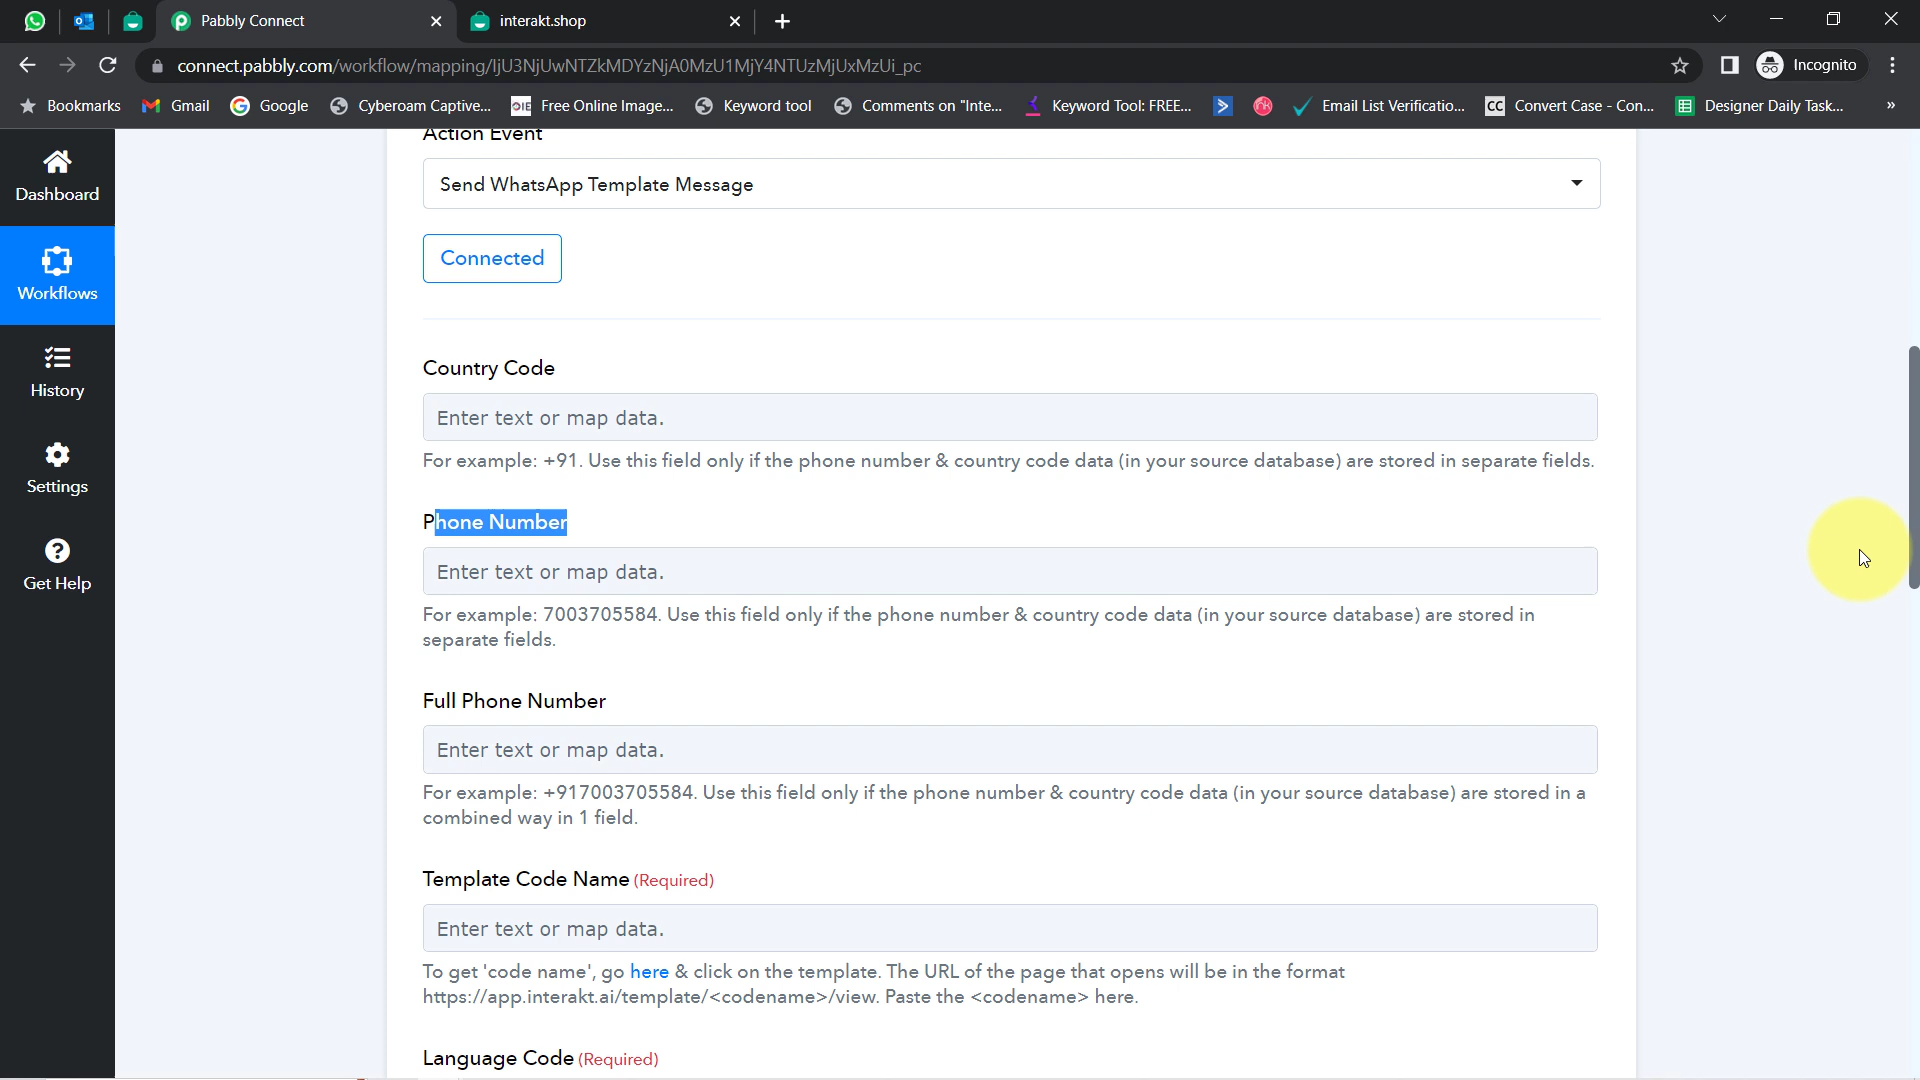 Pabbly Connect
interakt.shop
connect.pabbly.com/workflow/mapping/IjU3NjUwNTZkMDYzNjA0MzU1MjY4NTUzMjUxMzUi_pc
Incognito
Bookmarks
Gmail
Google
Cyberoam Captive...
OIE
Free Online Image...
Keyword tool
Comments on "Inte...
Keyword Tool: FREE...
Email List Verificatio...
CC
Convert Case - Con...
Designer Daily Task...
»
Dashboard
Workflows
History
Settings
Get Help
Action Event
Send WhatsApp Template Message
Connected
Country Code
Enter text or map data.
For example: +91. Use this field only if the phone number & country code data (in your source database) are stored in separate fields.
Phone Number
Enter text or map data.
For example: 7003705584. Use this field only if the phone number & country code data (in your source database) are stored in
separate fields.
Full Phone Number
Enter text or map data.
For example: +917003705584. Use this field only if the phone number & country code data (in your source database) are stored in a
combined way in 1 field.
Template Code Name (Required)
Enter text or map data.
To get 'code name', go here & click on the template. The URL of the page that opens will be in the format
https://app.interakt.ai/template/<codename>/view. Paste the <codename> here.
Language Code (Required)